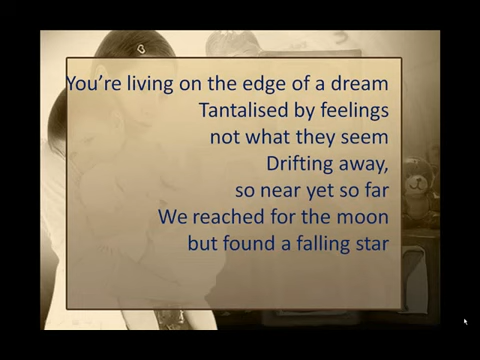 You're living on the edge of a dream
Tantalised by feelings
not what they seem
Drifting away,
so near yet so far
We reached for the moon
but found a falling star